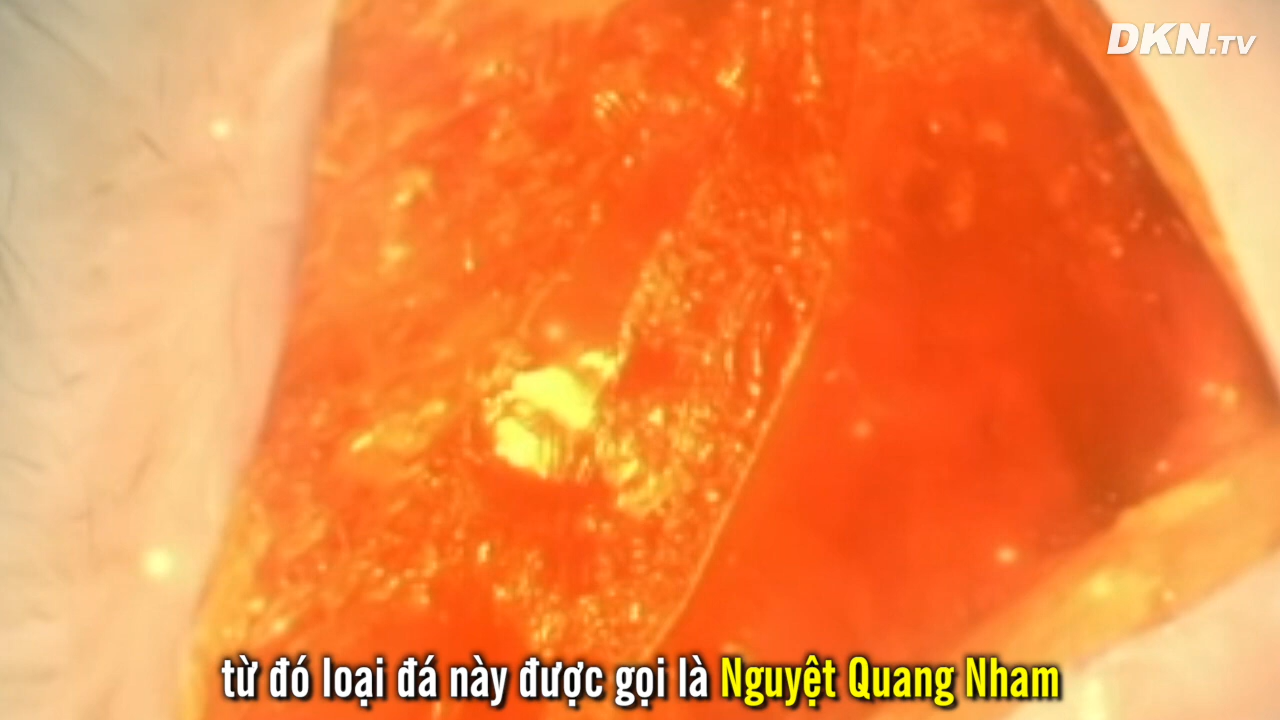 DKN.TV
từ đó loại đá này được gọi là Nguyệt Quang Nham